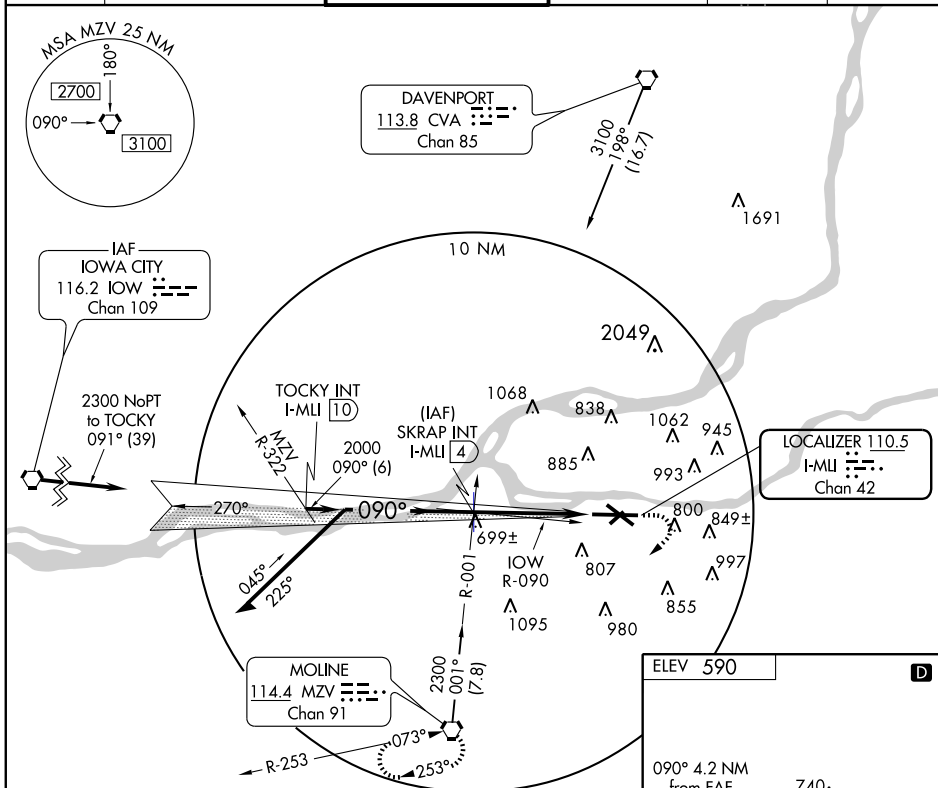 MSA MZV 25 NM
180°
2700
090°
3100
DAVENPORT
113.8 CVA
Chan 85
3100
198°
(16.7)
1691
IAF
IOWA CITY
116.2 IOW
Chan 109
10 NM
2049
2300 NoPT
to TOCKY
091° (39)
TOCKY INT
I-MLI 10
MZV
R-322
2000
090° (6)
(IAF)
SKRAP INT
I-MLI 4
1068
838
1062
945
885
993
LOCALIZER 110.5
I-MLI
Chan 42
270°
090°
800
849±
699±
IOW
R-090
807
997
045°
225°
R-001
855
1095
980
MOLINE
114.4 MZV
Chan 91
2300
001°
(7.8)
R-253
073°
253°
ELEV 590
D
090° 4.2 NM
from FAF
740